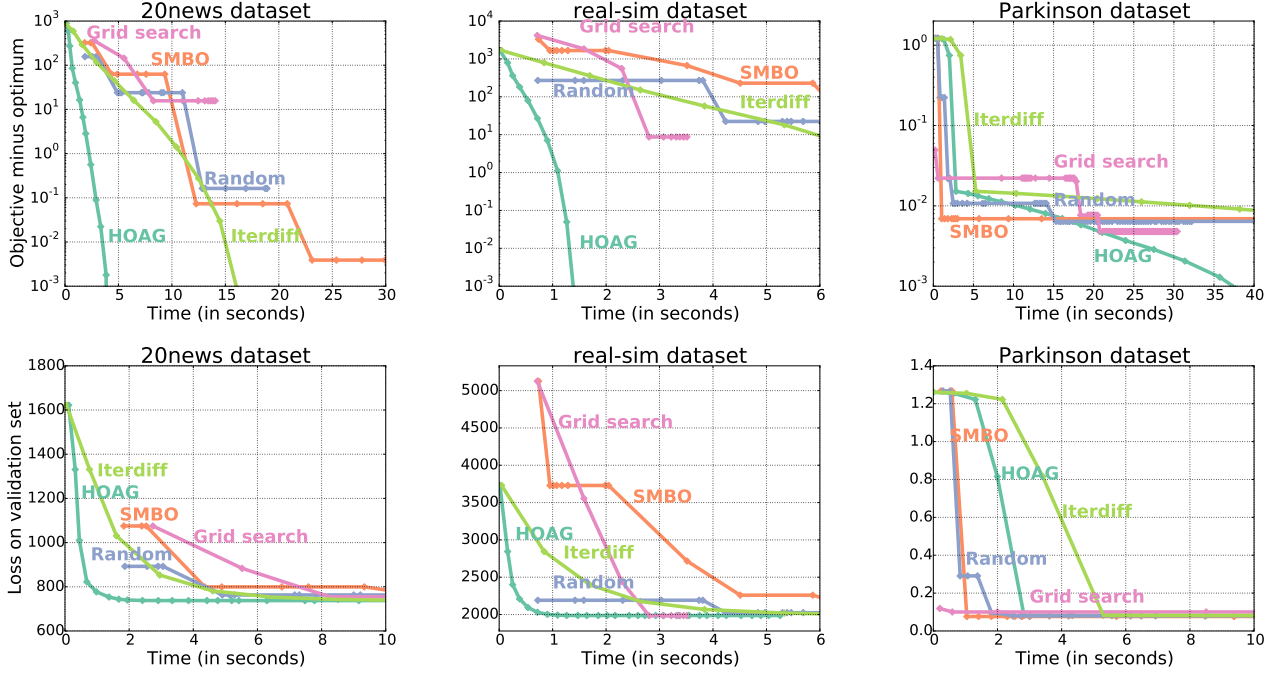 20news dataset
Objective minus optimum
10^3
10^2
10^1
10^0
10^-1
10^-2
10^-3
Grid search
SMBO
Random
HOAG
Iterdiff
0 5 10 15 20 25 30
Time (in seconds)
real-sim dataset
10^4
10^3
10^2
10^1
10^0
10^-1
10^-2
10^-3
Grid search
SMBO
Random
Iterdiff
HOAG
0 1 2 3 4 5 6
Time (in seconds)
Parkinson dataset
10^0
10^-1
10^-2
10^-3
Iterdiff
Grid search
Random
SMBO
HOAG
0 5 10 15 20 25 30 35 40
Time (in seconds)
20news dataset
Loss on validation set
1800
1600
1400
1200
1000
800
600
Iterdiff
HOAG
SMBO
Grid search
Random
0 2 4 6 8 10
Time (in seconds)
real-sim dataset
5000
4500
4000
3500
3000
2500
2000
Grid search
SMBO
HOAG
Iterdiff
Random
0 1 2 3 4 5 6
Time (in seconds)
Parkinson dataset
1.4
1.2
1.0
0.8
0.6
0.4
0.2
0.0
SMBO
HOAG
Iterdiff
Random
Grid search
0 2 4 6 8 10
Time (in seconds)